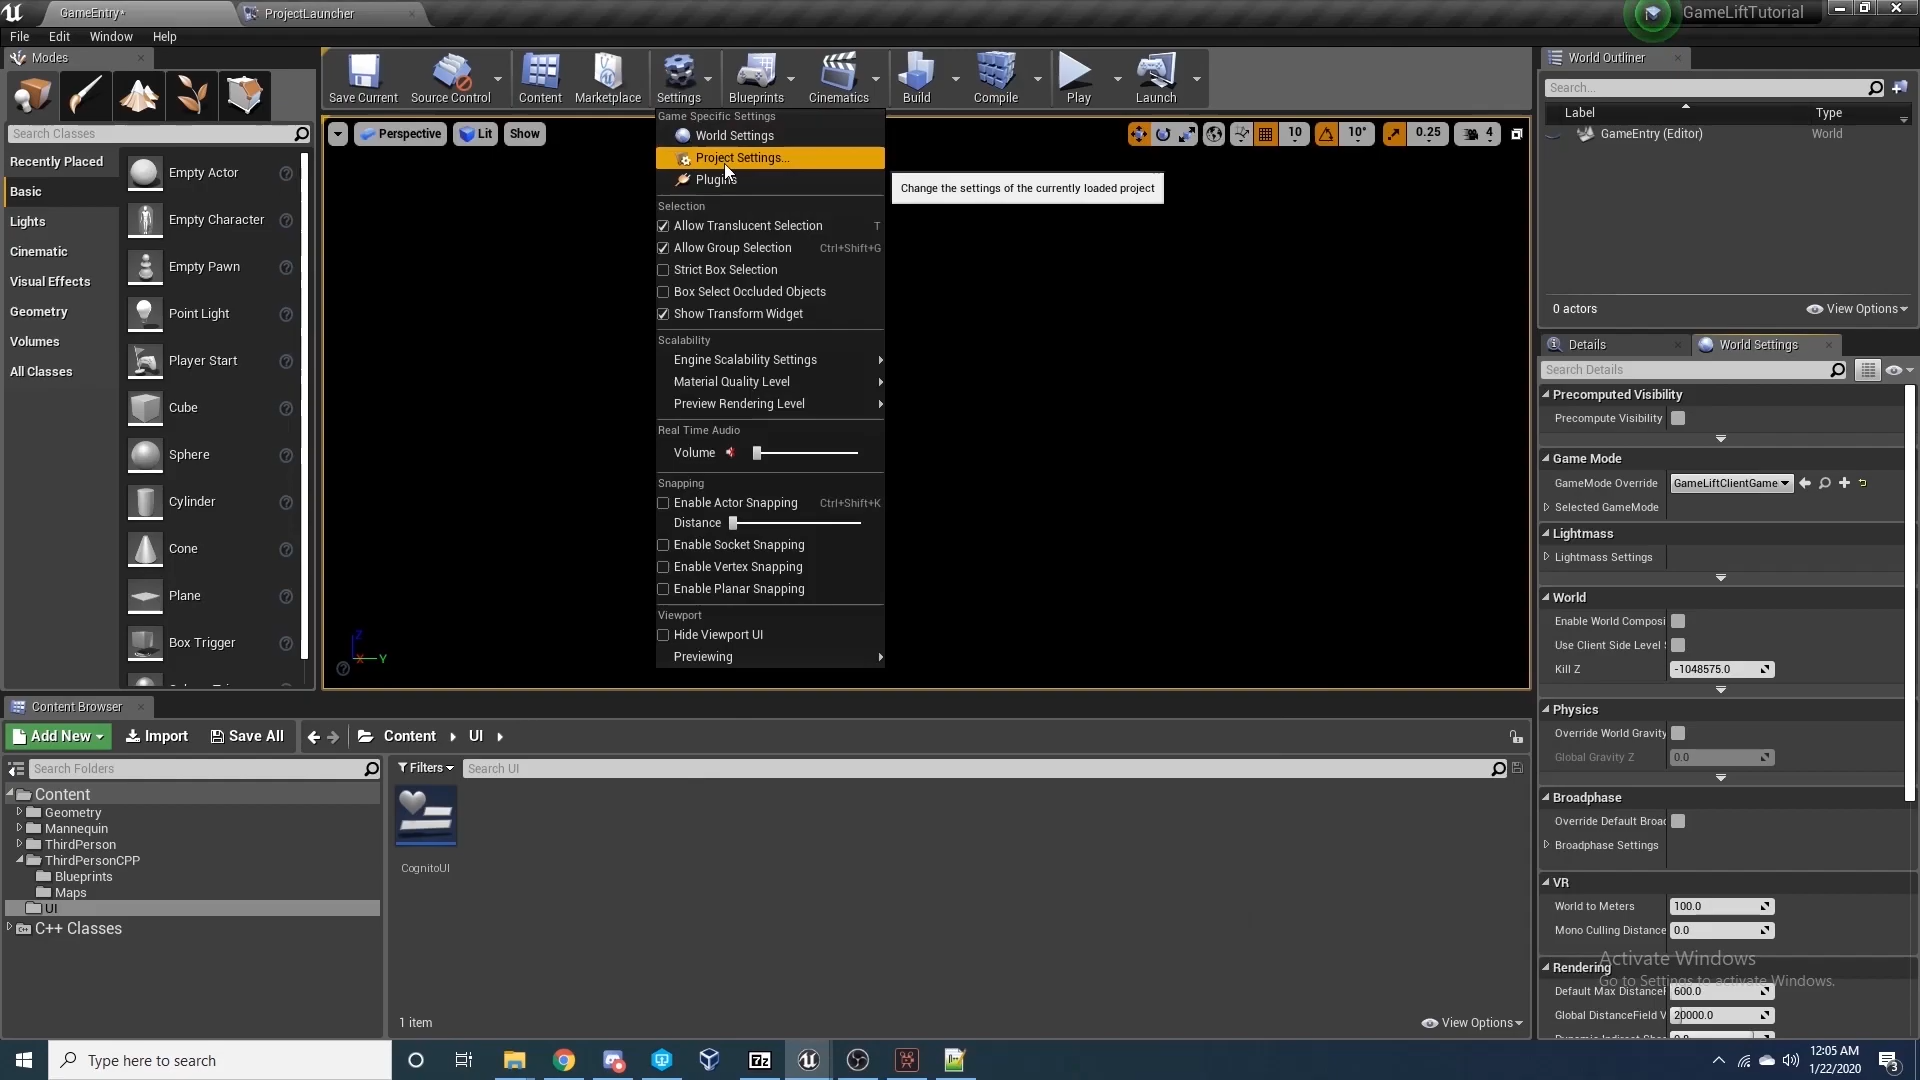 GameEntry*
ProjectLauncher
GameLiftTutorial
File
Edit
Window
Help
Modes
Save Current
Source Control
Content
Marketplace
Settings
Blueprints
Cinematics
Build
Compile
Play
Launch
World Outliner
Search...
Label
Type
GameEntry (Editor)
World
0 actors
View Options
Search Classes
Recently Placed
Basic
Lights
Cinematic
Visual Effects
Geometry
Volumes
All Classes
Empty Actor
Empty Character
Empty Pawn
Point Light
Player Start
Cube
Sphere
Cylinder
Cone
Plane
Box Trigger
Perspective
Lit
Show
10
10°
0.25
4
Game Specific Settings
World Settings
Project Settings...
Plugins
Change the settings of the currently loaded project
Selection
Allow Translucent Selection T
Allow Group Selection Ctrl+Shift+G
Strict Box Selection
Box Select Occluded Objects
Show Transform Widget
Scalability
Engine Scalability Settings
Material Quality Level
Preview Rendering Level
Real Time Audio
Volume
Snapping
Enable Actor Snapping Ctrl+Shift+K
Distance
Enable Socket Snapping
Enable Vertex Snapping
Enable Planar Snapping
Viewport
Hide Viewport UI
Previewing
Z
X
Y
Details
World Settings
Search Details
Precomputed Visibility
Precompute Visibility
Game Mode
GameMode Override GameLiftClientGame
Selected GameMode
Lightmass
Lightmass Settings
World
Enable World Composi
Use Client Side Level
Kill Z -1048575.0
Physics
Override World Gravity
Global Gravity Z 0.0
Broadphase
Override Default Broad
Broadphase Settings
VR
World to Meters 100.0
Mono Culling Distance 0.0
Rendering
Default Max DistanceF 600.0
Global DistanceField V 20000.0
Activate Windows
Go to Settings to activate Windows.
Content Browser
Add New
Import
Save All
Content
UI
Search Folders
Filters
Search UI
Content
Geometry
Mannequin
ThirdPerson
ThirdPersonCPP
Blueprints
Maps
UI
C++ Classes
CognitoUI
1 item
View Options
Type here to search
7z
12:05 AM
1/22/2020
3